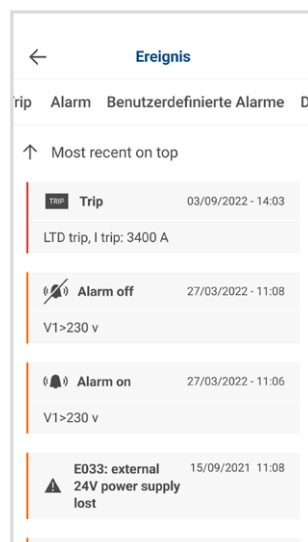 Ereignis
rip Alarm Benutzerdefinierte Alarme D
Most recent on top
TRIP Trip 03/09/2022 - 14:03
LTD trip, I trip: 3400 A
Alarm off 27/03/2022 - 11:08
V1>230 v
Alarm on 27/03/2022 - 11:06
V1>230 v
E033: external 15/09/2021 11:08
24V power supply
lost